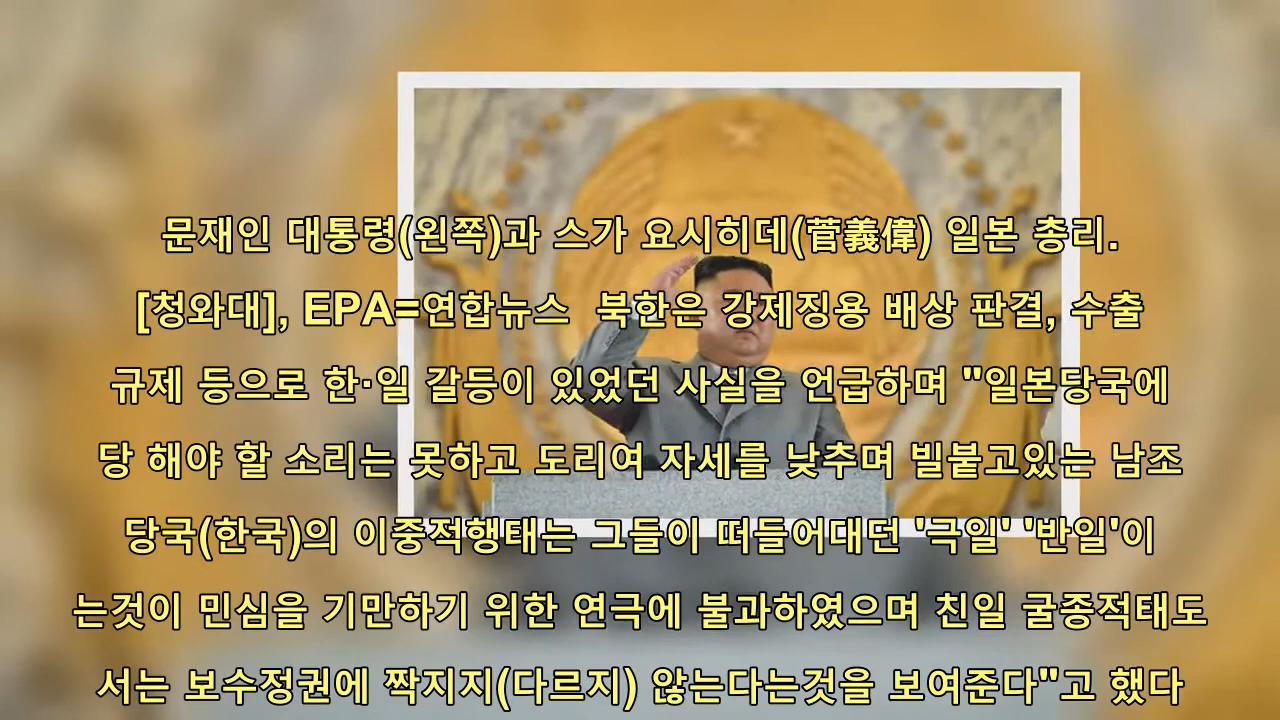 문재인 대통령(왼쪽)과 스가 요시히데(菅義偉) 일본 총리.
[청와대], EPA=연합뉴스  북한은 강제징용 배상 판결, 수출
규제 등으로 한·일 갈등이 있었던 사실을 언급하며 "일본당국에
당 해야 할 소리는 못하고 도리여 자세를 낮추며 빌붙고있는 남조
당국(한국)의 이중적행태는 그들이 떠들어대던 '극일' '반일'이
는것이 민심을 기만하기 위한 연극에 불과하였으며 친일 굴종적태도
서는 보수정권에 짝지지(다르지) 않는다는것을 보여준다"고 했다